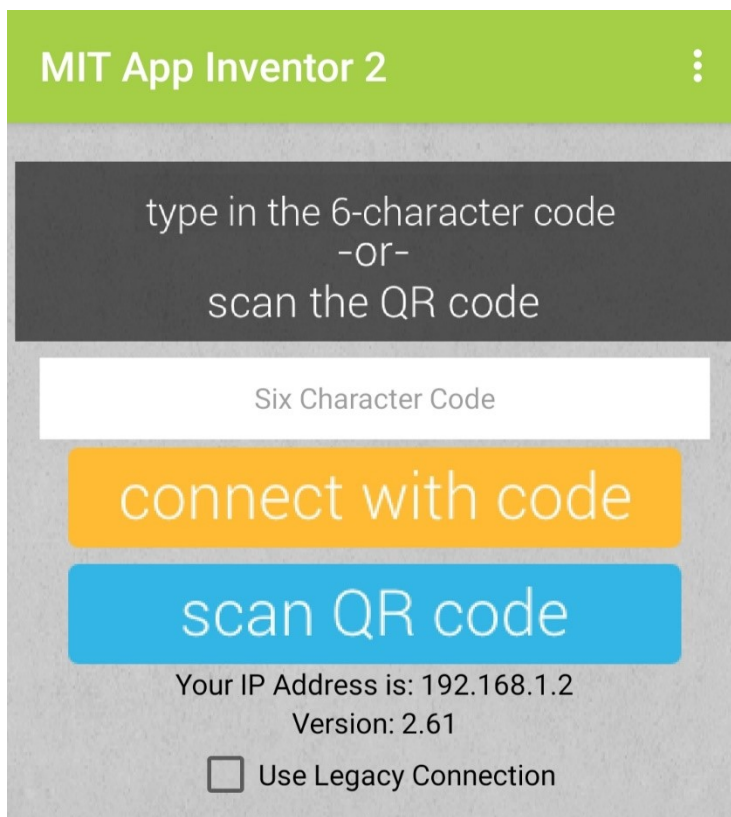 MIT App Inventor 2
type in the 6-character code
-or-
scan the QR code
Six Character Code
connect with code
scan QR code
Your IP Address is: 192.168.1.2
Version: 2.61
Use Legacy Connection